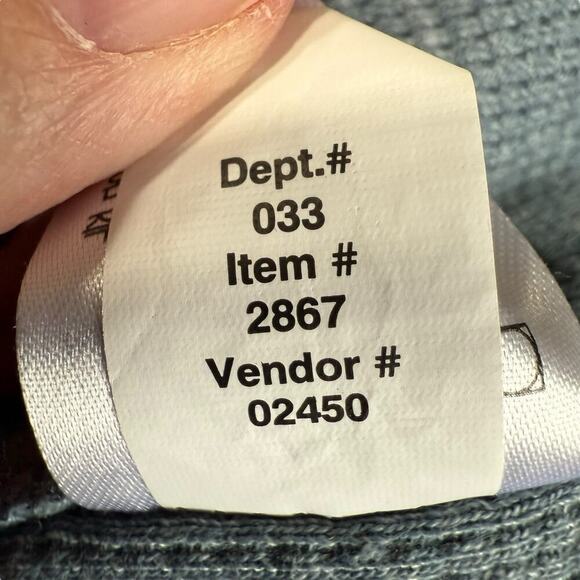 Dept.#
033
Item #
2867
Vendor #
02450